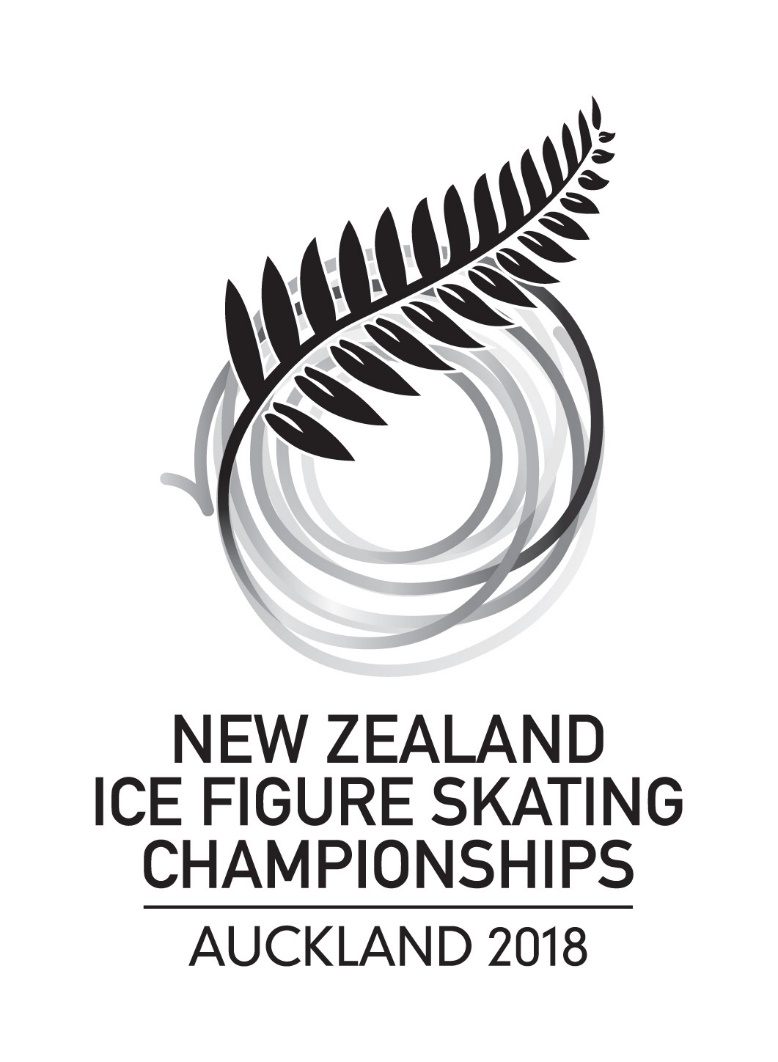 NEW ZEALAND
ICE FIGURE SKATING
CHAMPIONSHIPS
AUCKLAND 2018